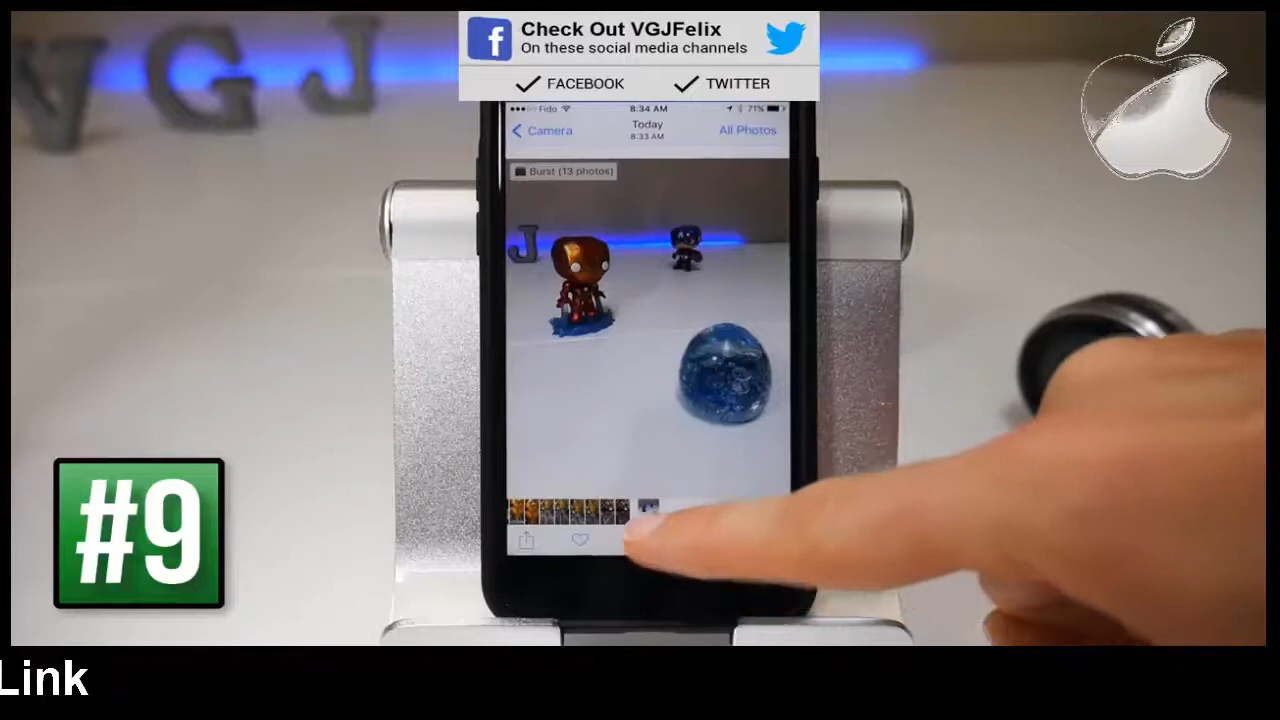 Check Out VGJFelix
On these social media channels
FACEBOOK TWITTER
V G J
Fido 8:34 AM 71%
Camera Today All Photos
8:33 AM
Burst (13 photos)
J
#9
Link